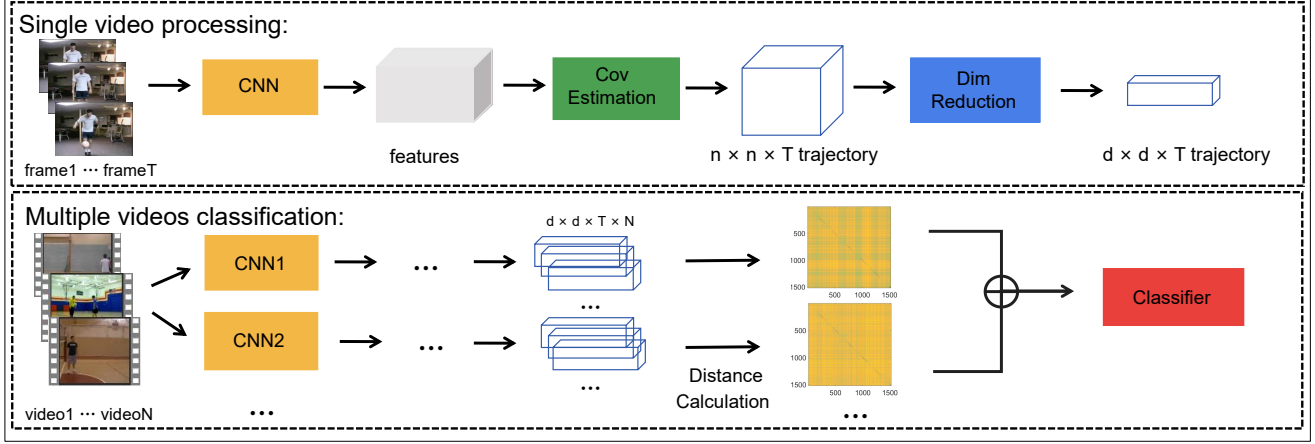 Single video processing:
CNN
Cov
Estimation
Dim
Reduction
features
n × n × T trajectory
d × d × T trajectory
frame1 ··· frameT
Multiple videos classification:
d × d × T × N
CNN1
...
...
CNN2
...
...
Distance
Calculation
video1 ··· videoN
...
500
1000
1500
500 1000 1500
500
1000
1500
500 1000 1500
...
Classifier